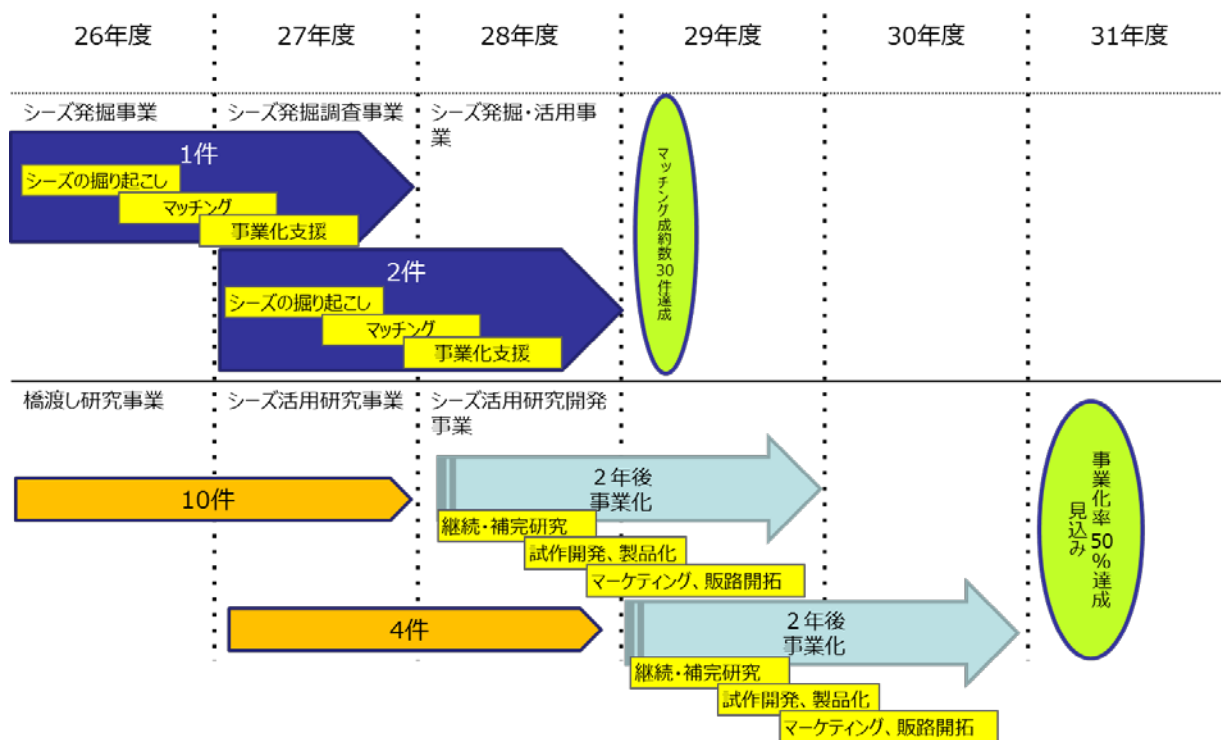 26年度
27年度
28年度
29年度
30年度
31年度
シーズ発掘事業
シーズ発掘調査事業
シーズ発掘・活用事
業
1件
シーズの掘り起こし
マッチング
事業化支援
2件
シーズの掘り起こし
マッチング
事業化支援
マッチング成約数30件達成
橋渡し研究事業
シーズ活用研究事業
シーズ活用研究開発
事業
10件
2年後
事業化
継続・補完研究
試作開発、製品化
マーケティング、販路開拓
4件
2年後
事業化
継続・補完研究
試作開発、製品化
マーケティング、販路開拓
事業化率50%達成
見込み